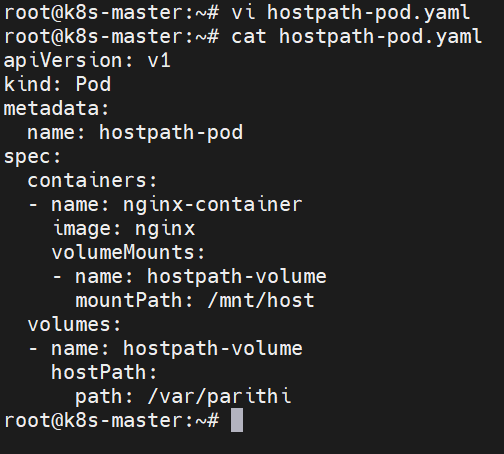 root@k8s-master:~# vi hostpath-pod.yaml
root@k8s-master:~# cat hostpath-pod.yaml
apiVersion: v1
kind: Pod
metadata:
  name: hostpath-pod
spec:
  containers:
  - name: nginx-container
    image: nginx
    volumeMounts:
    - name: hostpath-volume
      mountPath: /mnt/host
  volumes:
  - name: hostpath-volume
    hostPath:
      path: /var/parithi
root@k8s-master:~#